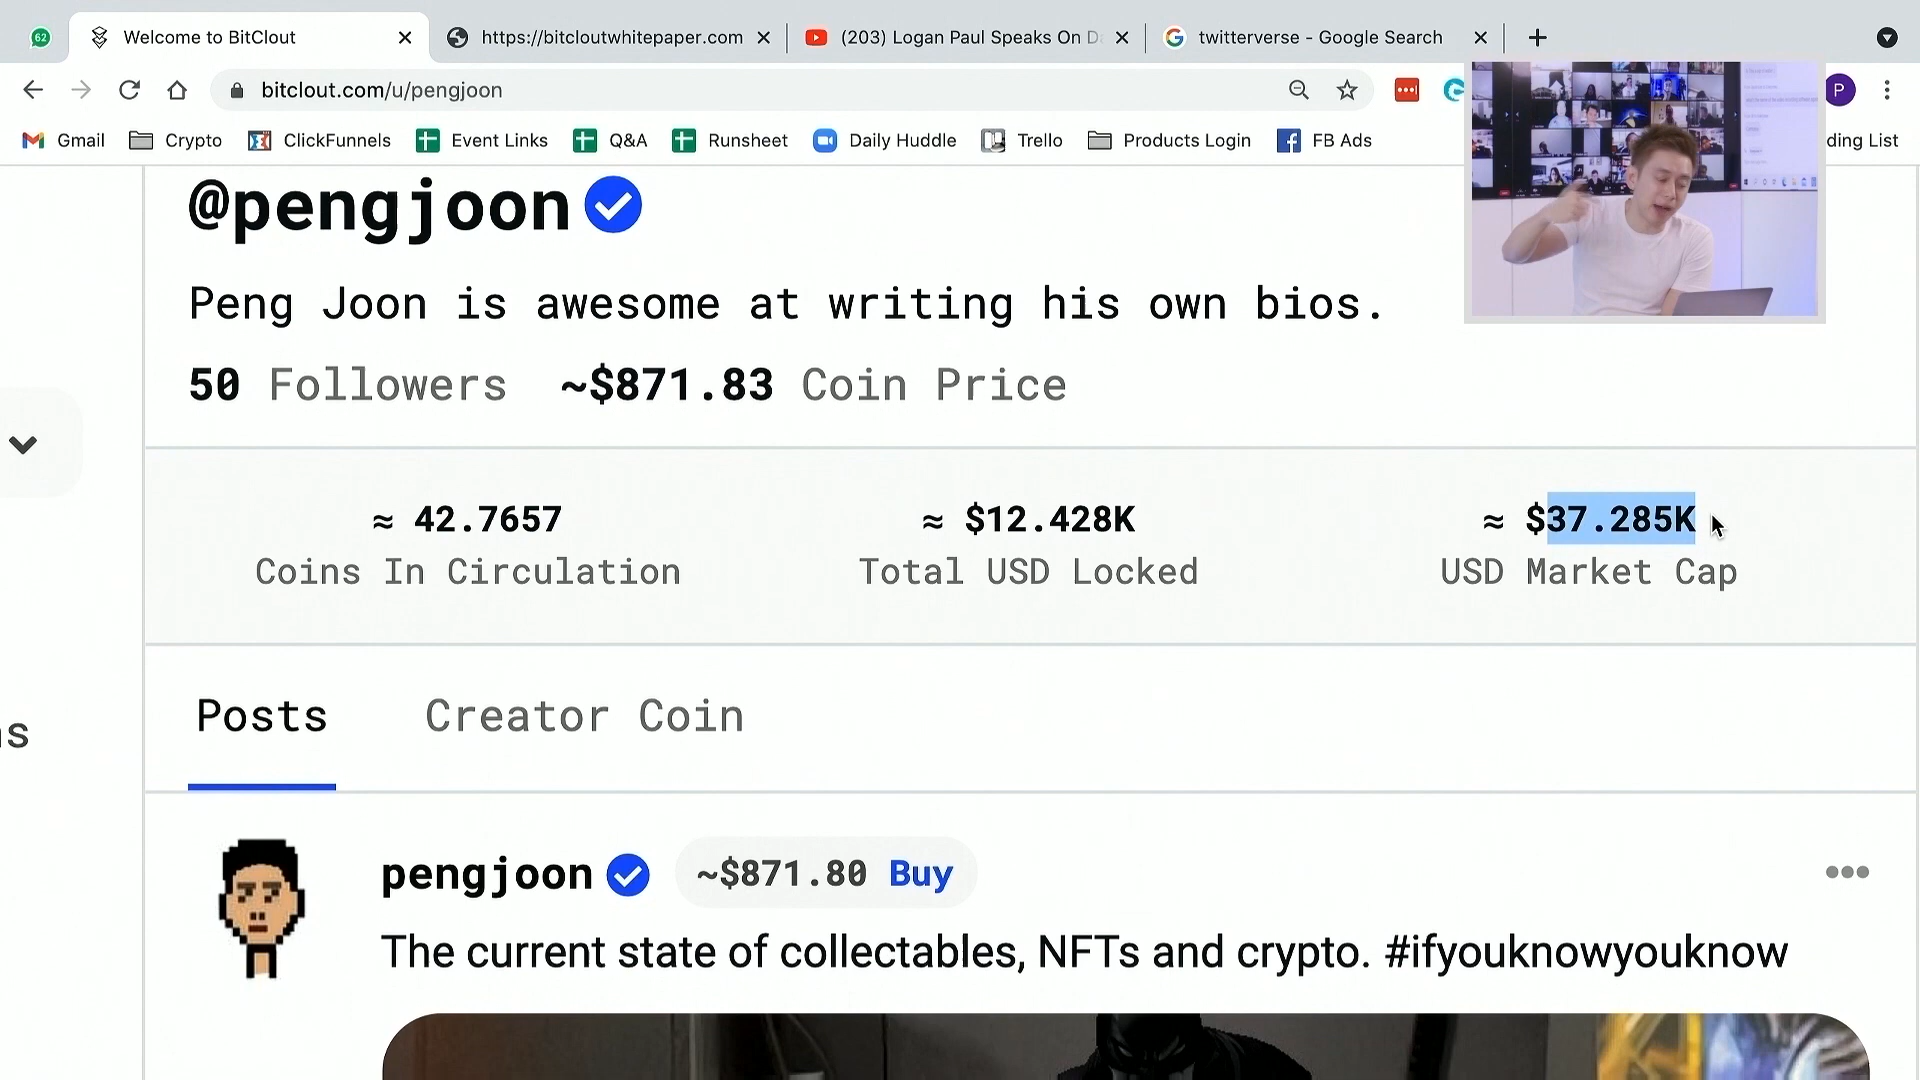 62
Welcome to BitClout
https://bitcloutwhitepaper.com
(203) Logan Paul Speaks On D
twitterverse - Google Search
bitclout.com/u/pengjoon
P
Gmail
Crypto
ClickFunnels
Event Links
Q&A
Runsheet
Daily Huddle
Trello
Products Login
FB Ads
ding List
@pengjoon
Peng Joon is awesome at writing his own bios.
50 Followers ~$871.83 Coin Price
≈ 42.7657
Coins In Circulation
≈ $12.428K
Total USD Locked
≈ $37.285K
USD Market Cap
s
Posts
Creator Coin
pengjoon ~$871.80 Buy
The current state of collectables, NFTs and crypto. #ifyouknowyouknow